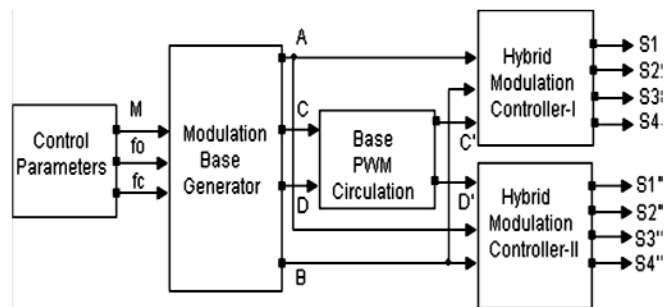 Control
Parameters
M
fo
fc
Modulation
Base
Generator
A
C
D
B
Base
PWM
Circulation
C'
D'
Hybrid
Modulation
Controller-I
S1
S2'
S3'
S4
Hybrid
Modulation
Controller-II
S1"
S2"
S3"
S4"